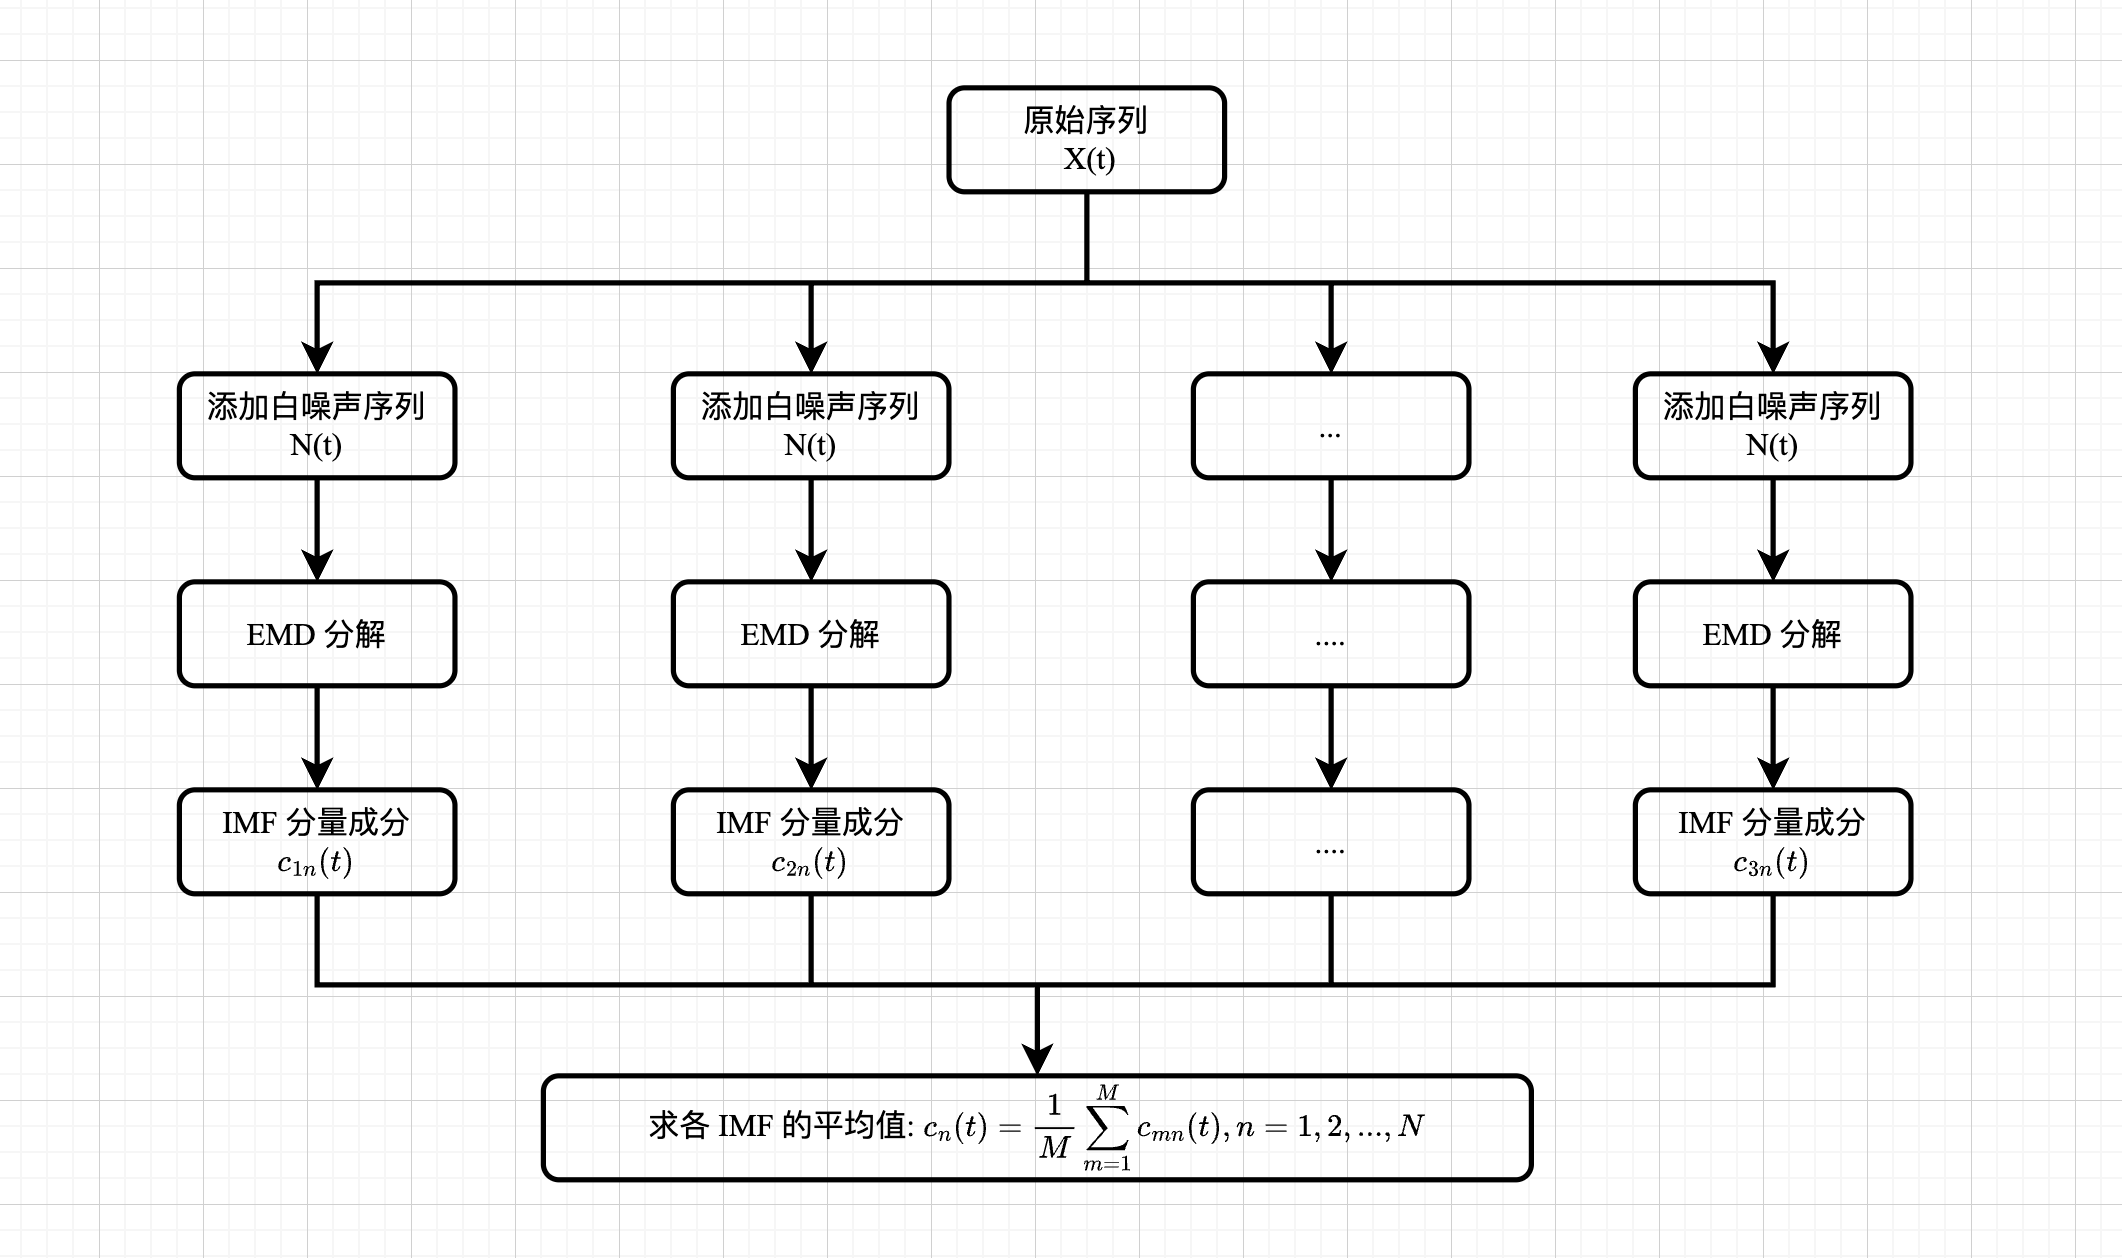 原始序列
X(t)
添加白噪声序列
N(t)
添加白噪声序列
N(t)
...
添加白噪声序列
N(t)
EMD 分解
EMD 分解
....
EMD 分解
IMF 分量成分
c_{1n}(t)
IMF 分量成分
c_{2n}(t)
....
IMF 分量成分
c_{3n}(t)
求各 IMF 的平均值: c_n(t) = \frac{1}{M} \sum_{m=1}^{M} c_{mn}(t), n = 1, 2, ..., N